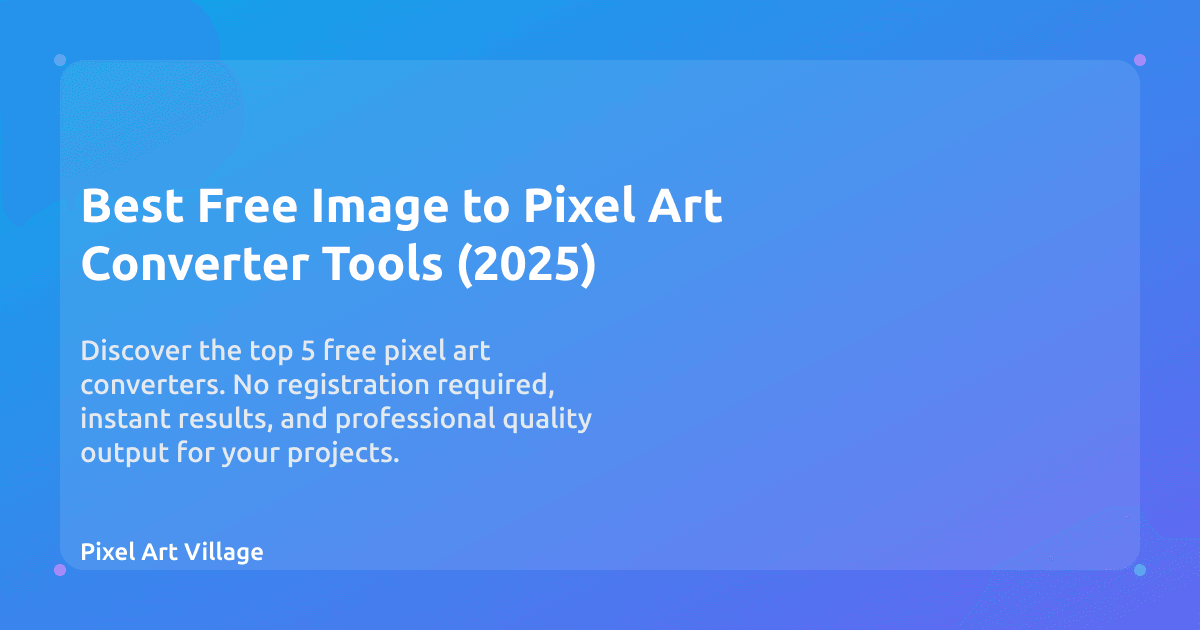 Best Free Image to Pixel Art
Converter Tools (2025)
Discover the top 5 free pixel art
converters. No registration required,
instant results, and professional quality
output for your projects.
Pixel Art Village